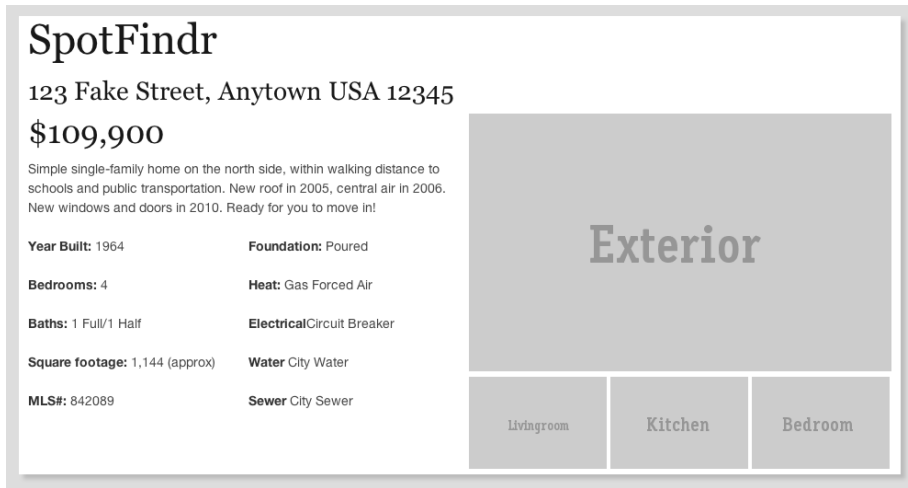 SpotFindr
123 Fake Street, Anytown USA 12345
$109,900
Simple single-family home on the north side, within walking distance to
schools and public transportation. New roof in 2005, central air in 2006.
New windows and doors in 2010. Ready for you to move in!
Year Built: 1964
Bedrooms: 4
Baths: 1 Full/1 Half
Square footage: 1,144 (approx)
MLS#: 842089
Foundation: Poured
Heat: Gas Forced Air
ElectricalCircuit Breaker
Water City Water
Sewer City Sewer
Exterior
Livingroom
Kitchen
Bedroom